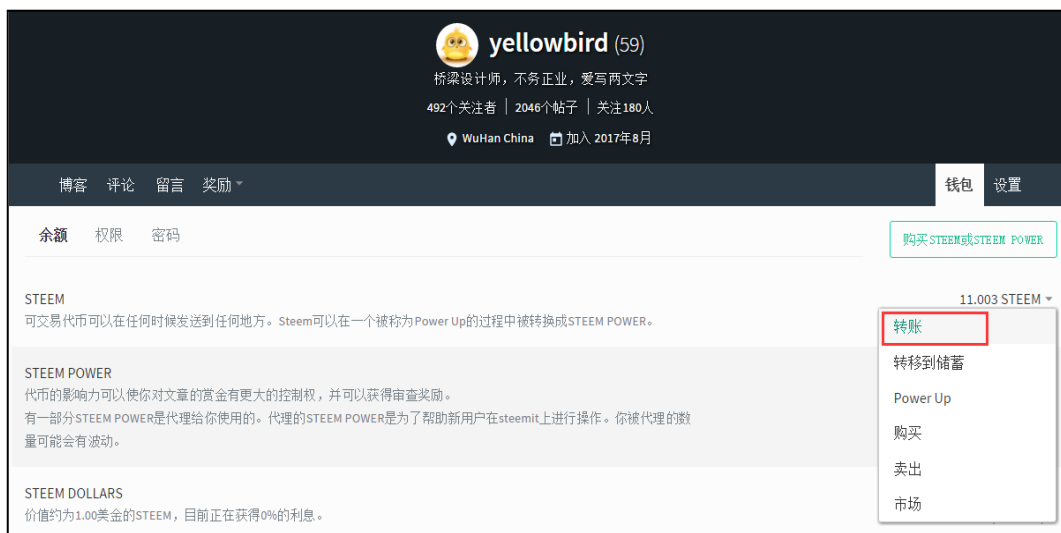 yellowbird (59)
桥梁设计师，不务正业，爱写两文字
492个关注者 | 2046个帖子 | 关注180人
WuHan China 加入 2017年8月
博客 评论 留言 奖励 钱包 设置
余额 权限 密码 购买STEEM或STEEM POWER
STEEM 11.003 STEEM
可交易代币可以在任何时候发送到任何地方。Steem可以在一个被称为Power Up的过程中被转换成STEEM POWER。
转账
转移到储蓄
Power Up
购买
卖出
市场
STEEM POWER
代币的影响力可以使你对文章的赏金有更大的控制权，并可以获得审查奖励。
有一部分STEEM POWER是代理给你使用的。代理的STEEM POWER是为了帮助新用户在steemit上进行操作。你被代理的数
量可能会有波动。
STEEM DOLLARS
价值约为1.00美金的STEEM，目前正在获得0%的利息。